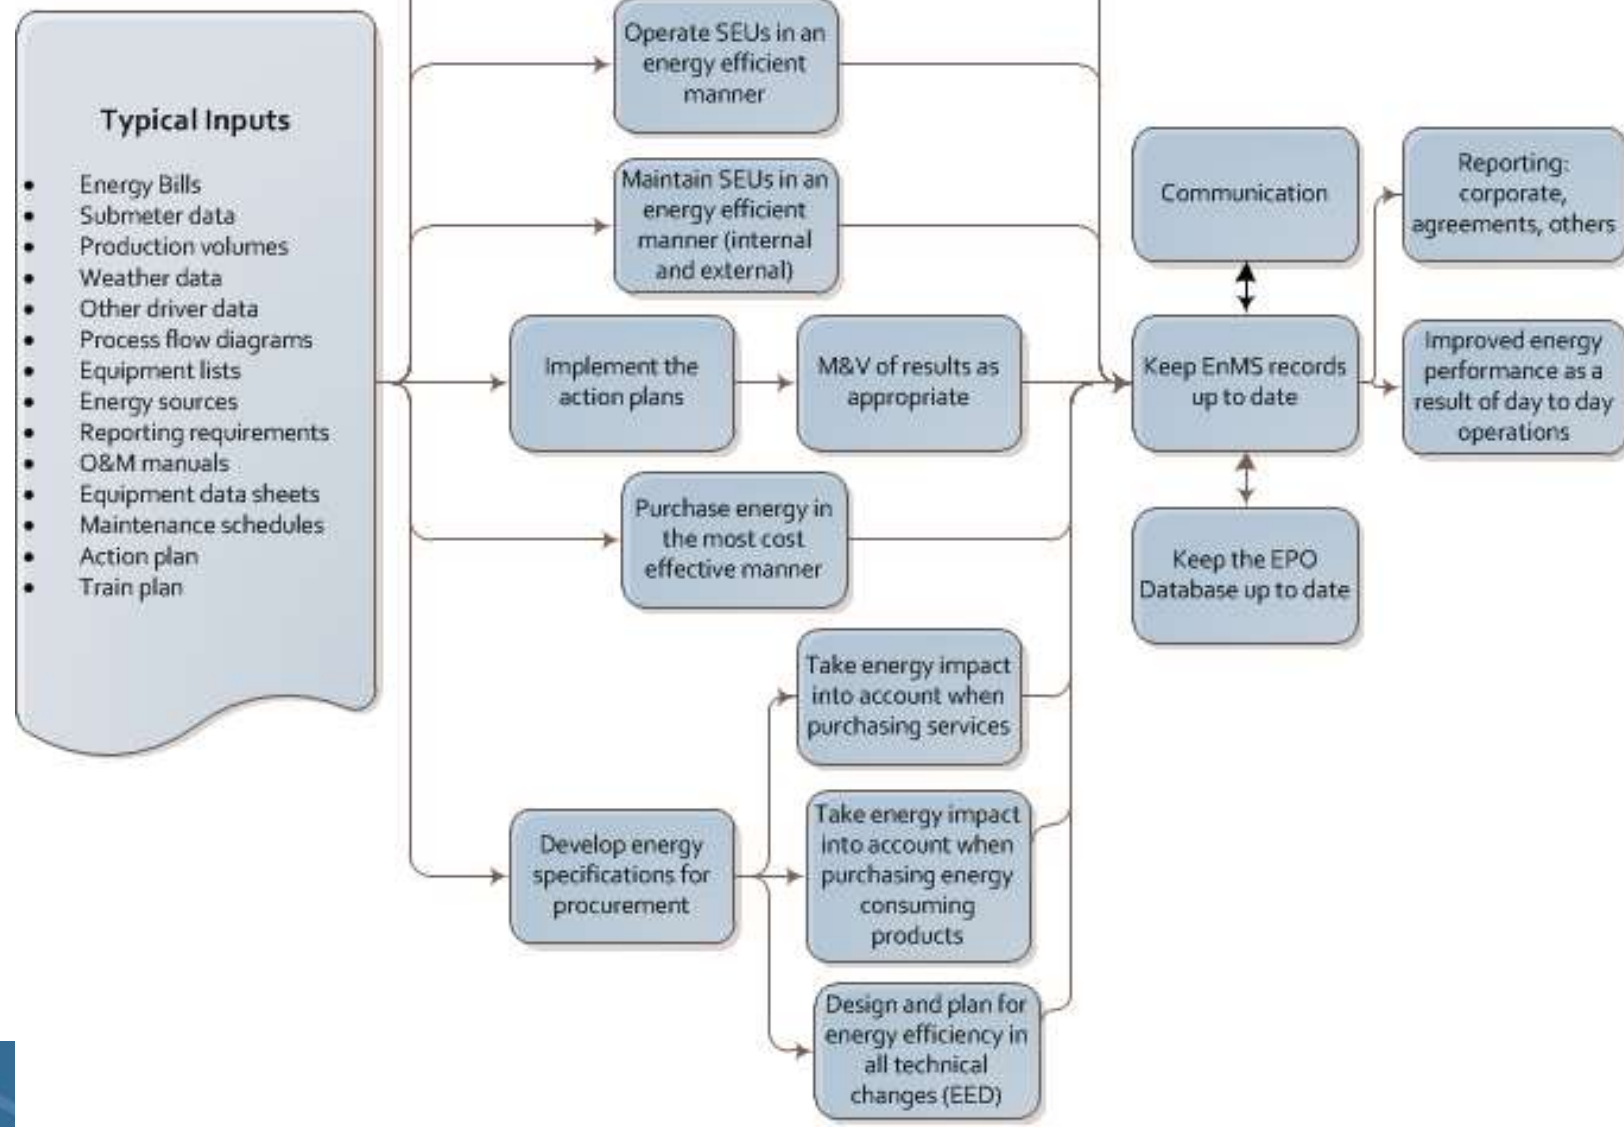 Typical Inputs
Energy Bills
Submeter data
Production volumes
Weather data
Other driver data
Process flow diagrams
Equipment lists
Energy sources
Reporting requirements
O&M manuals
Equipment data sheets
Maintenance schedules
Action plan
Train plan
Operate SEUs in an
energy efficient
manner
Maintain SEUs in an
energy efficient
manner (internal
and external)
Implement the
action plans
M&V of results as
appropriate
Purchase energy in
the most cost
effective manner
Develop energy
specifications for
procurement
Take energy impact
into account when
purchasing services
Take energy impact
into account when
purchasing energy
consuming
products
Design and plan for
energy efficiency in
all technical
changes (EED)
Communication
Keep EnMS records
up to date
Keep the EPO
Database up to date
Reporting:
corporate,
agreements, others
Improved energy
performance as a
result of day to day
operations